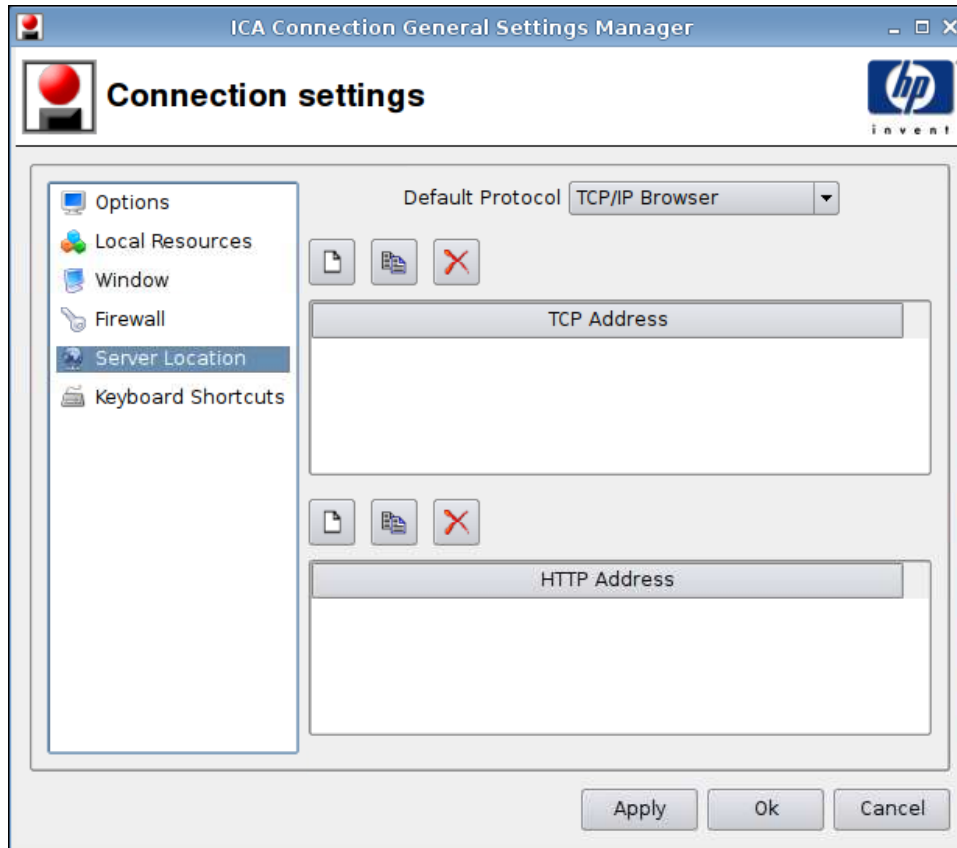 ICA Connection General Settings Manager
Connection settings
hp
invent
Options
Local Resources
Window
Firewall
Server Location
Keyboard Shortcuts
Default Protocol TCP/IP Browser
TCP Address
HTTP Address
Apply Ok Cancel